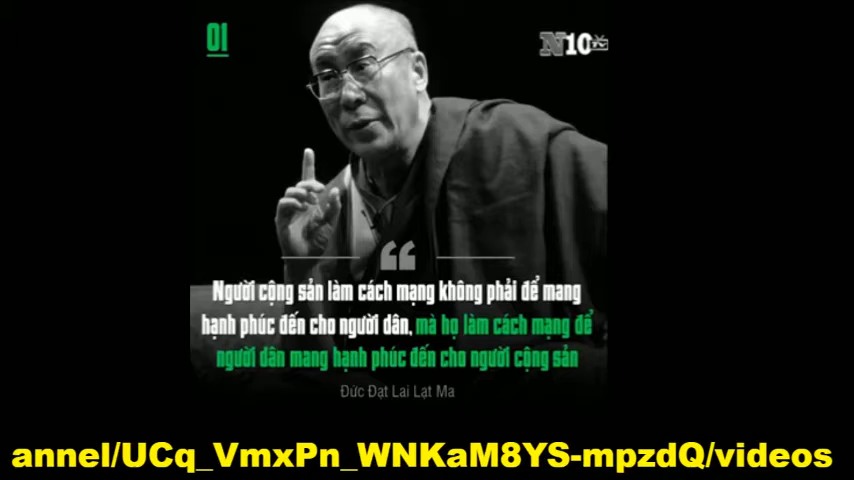 01
N10TV
Người cộng sản làm cách mạng không phải để mang
hạnh phúc đến cho người dân, mà họ làm cách mạng để
người dân mang hạnh phúc đến cho người cộng sản
Đức Đạt Lai Lạt Ma
annel/UCq_VmxPn_WNKaM8YS-mpzdQ/videos